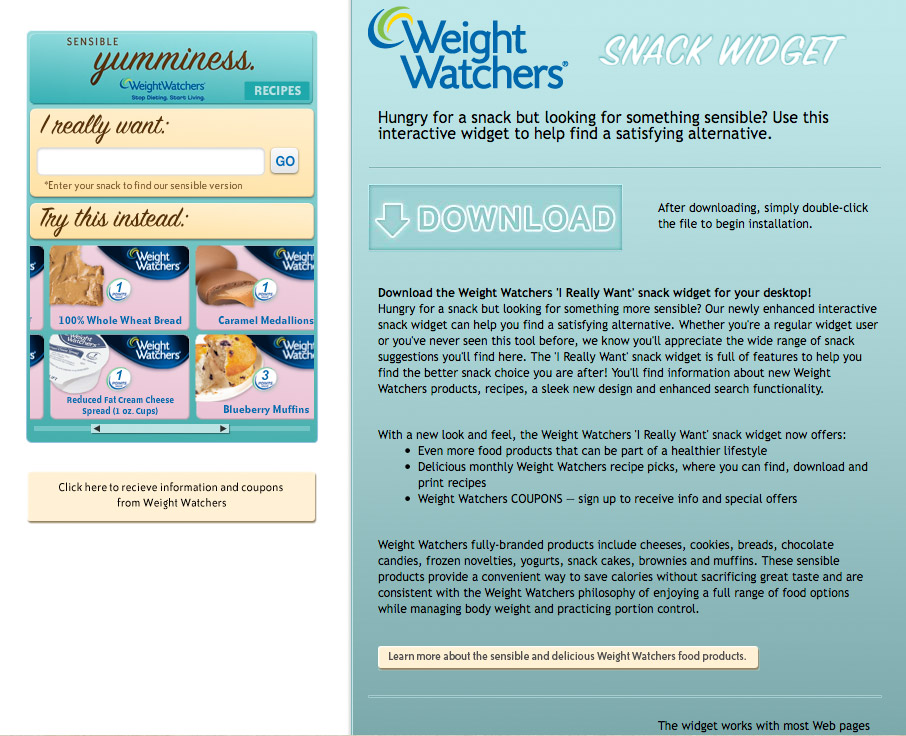 SENSIBLE
yumminess.
WeightWatchers
Stop Dieting. Start Living.
RECIPES
I really want:
GO
*Enter your snack to find our sensible version
Try this instead:
Weight
Watchers
1
100% Whole Wheat Bread
Weight
Watch
1
Caramel Medallions
Weight
Watchers
1
Reduced Fat Cream Cheese
Spread (1 oz. Cups)
Weight
Watch
3
Blueberry Muffins
Click here to recieve information and coupons
from Weight Watchers
Weight
Watchers®
SNACK WIDGET
Hungry for a snack but looking for something sensible? Use this
interactive widget to help find a satisfying alternative.
DOWNLOAD
After downloading, simply double-click
the file to begin installation.
Download the Weight Watchers 'I Really Want' snack widget for your desktop!
Hungry for a snack but looking for something more sensible? Our newly enhanced interactive
snack widget can help you find a satisfying alternative. Whether you're a regular widget user
or you've never seen this tool before, we know you'll appreciate the wide range of snack
suggestions you'll find here. The 'I Really Want' snack widget is full of features to help you
find the better snack choice you are after! You'll find information about new Weight
Watchers products, recipes, a sleek new design and enhanced search functionality.
With a new look and feel, the Weight Watchers 'I Really Want' snack widget now offers:
• Even more food products that can be part of a healthier lifestyle
• Delicious monthly Weight Watchers recipe picks, where you can find, download and
print recipes
• Weight Watchers COUPONS — sign up to receive info and special offers
Weight Watchers fully-branded products include cheeses, cookies, breads, chocolate
candies, frozen novelties, yogurts, snack cakes, brownies and muffins. These sensible
products provide a convenient way to save calories without sacrificing great taste and are
consistent with the Weight Watchers philosophy of enjoying a full range of food options
while managing body weight and practicing portion control.
Learn more about the sensible and delicious Weight Watchers food products.
The widget works with most Web pages